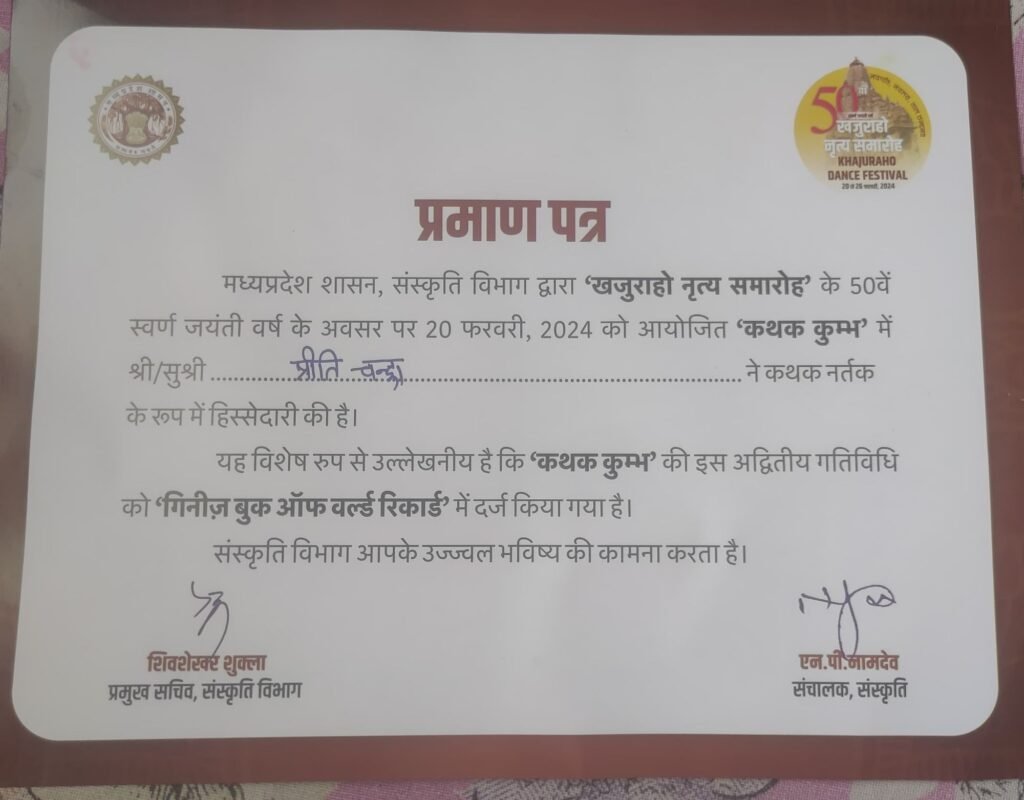 50वाँ
खजुराहो
नृत्य समारोह
KHAJURAHO
DANCE FESTIVAL
20 से 26 फरवरी, 2024
प्रमाण पत्र
मध्यप्रदेश शासन, संस्कृति विभाग द्वारा ‘खजुराहो नृत्य समारोह’ के 50वें
स्वर्ण जयंती वर्ष के अवसर पर 20 फरवरी, 2024 को आयोजित ‘कथक कुम्भ’ में
श्री/सुश्री प्रीति चन्द्रा ने कथक नर्तक
के रूप में हिस्सेदारी की है।
यह विशेष रुप से उल्लेखनीय है कि ‘कथक कुम्भ’ की इस अद्वितीय गतिविधि
को ‘गिनीज़ बुक ऑफ वर्ल्ड रिकार्ड’ में दर्ज किया गया है।
संस्कृति विभाग आपके उज्ज्वल भविष्य की कामना करता है।
शिवशेखर शुक्ला
प्रमुख सचिव, संस्कृति विभाग
एन.पी.नामदेव
संचालक, संस्कृति